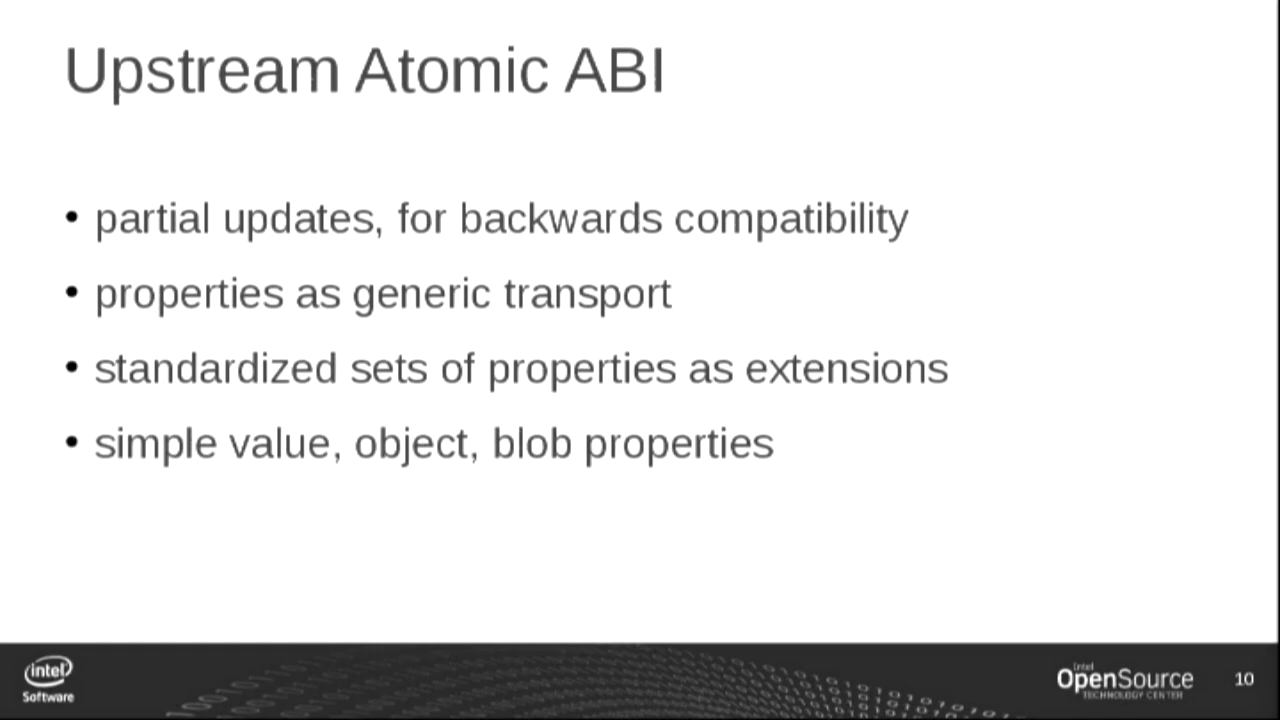 Upstream Atomic ABI
• partial updates, for backwards compatibility
• properties as generic transport
• standardized sets of properties as extensions
• simple value, object, blob properties
intel
Software
intel
OpenSource
TECHNOLOGY CENTER
10